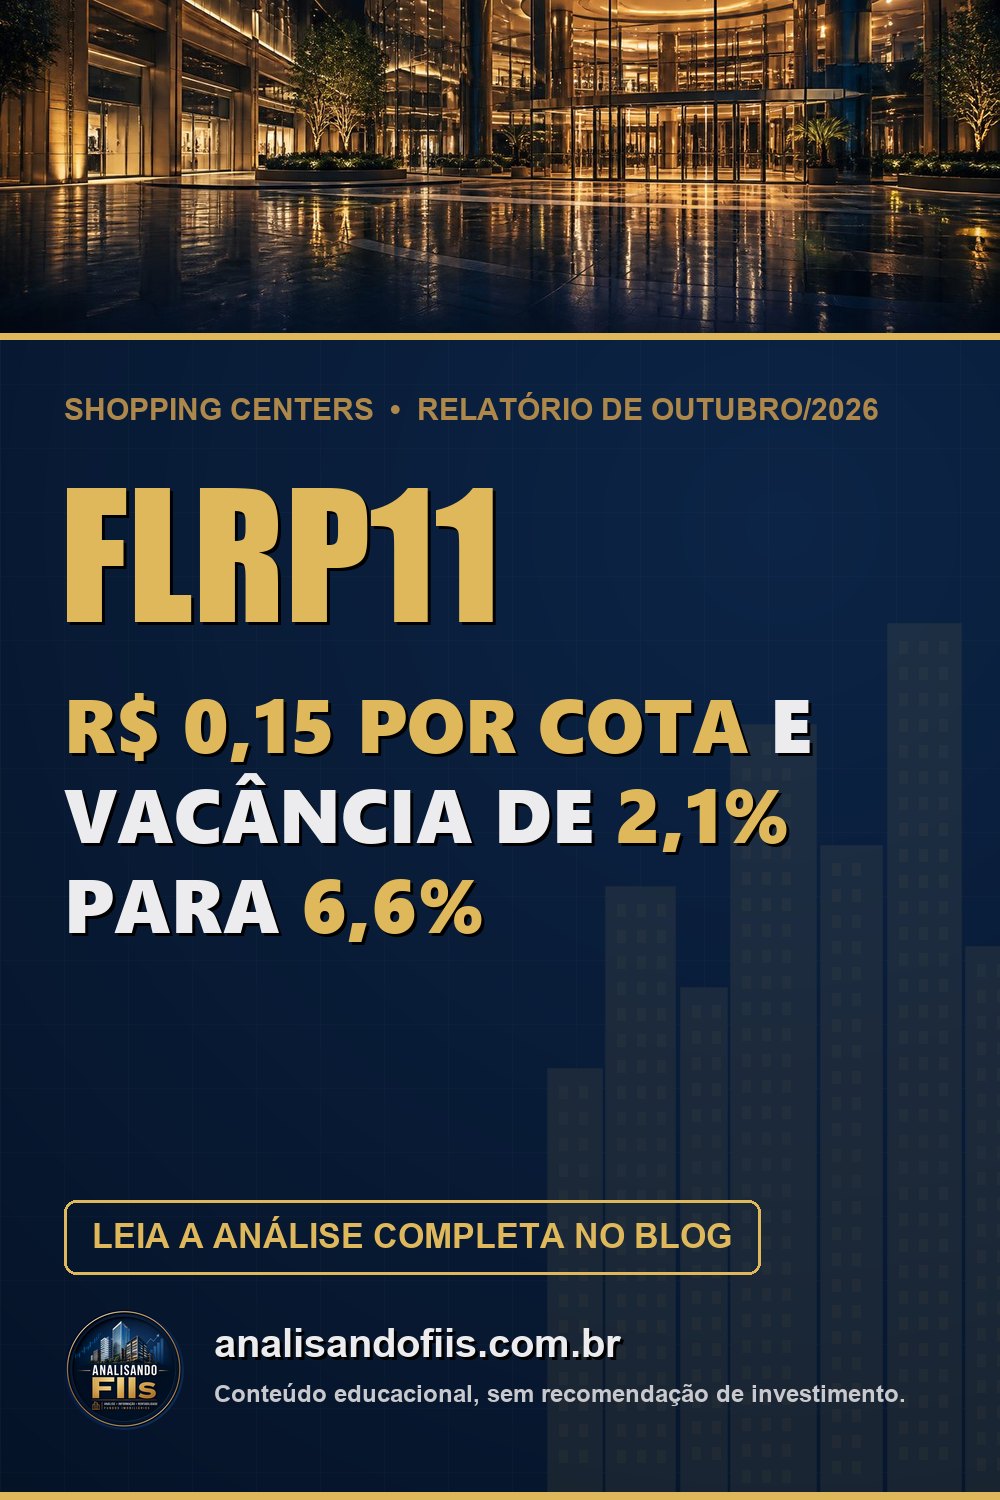 SHOPPING CENTERS • RELATÓRIO DE OUTUBRO/2026
FLRP11
R$ 0,15 POR COTA E
VACÂNCIA DE 2,1%
PARA 6,6%
LEIA A ANÁLISE COMPLETA NO BLOG
ANALISANDO
FIIs
analisandofiis.com.br
Conteúdo educacional, sem recomendação de investimento.